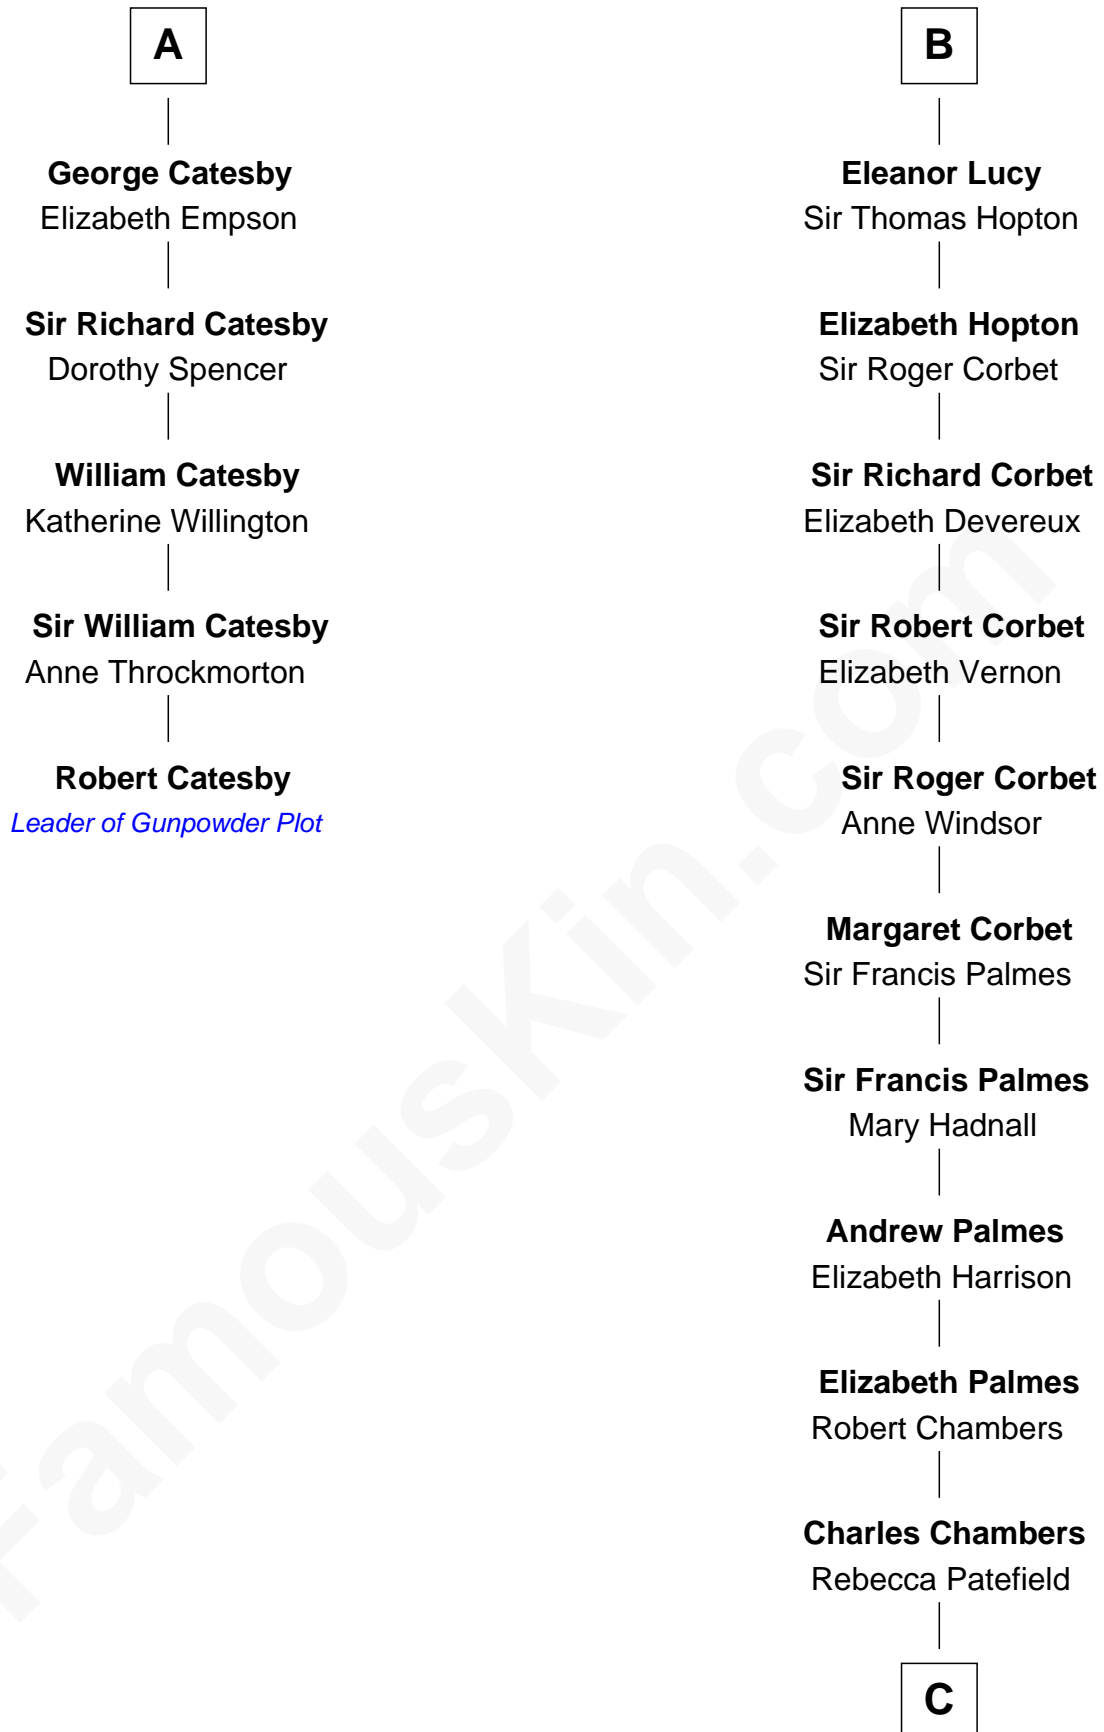 A
George Catesby
Elizabeth Empson
Sir Richard Catesby
Dorothy Spencer
William Catesby
Katherine Willington
Sir William Catesby
Anne Throckmorton
Robert Catesby
Leader of Gunpowder Plot
B
Eleanor Lucy
Sir Thomas Hopton
Elizabeth Hopton
Sir Roger Corbet
Sir Richard Corbet
Elizabeth Devereux
Sir Robert Corbet
Elizabeth Vernon
Sir Roger Corbet
Anne Windsor
Margaret Corbet
Sir Francis Palmes
Sir Francis Palmes
Mary Hadnall
Andrew Palmes
Elizabeth Harrison
Elizabeth Palmes
Robert Chambers
Charles Chambers
Rebecca Patefield
C
FamousKin.com